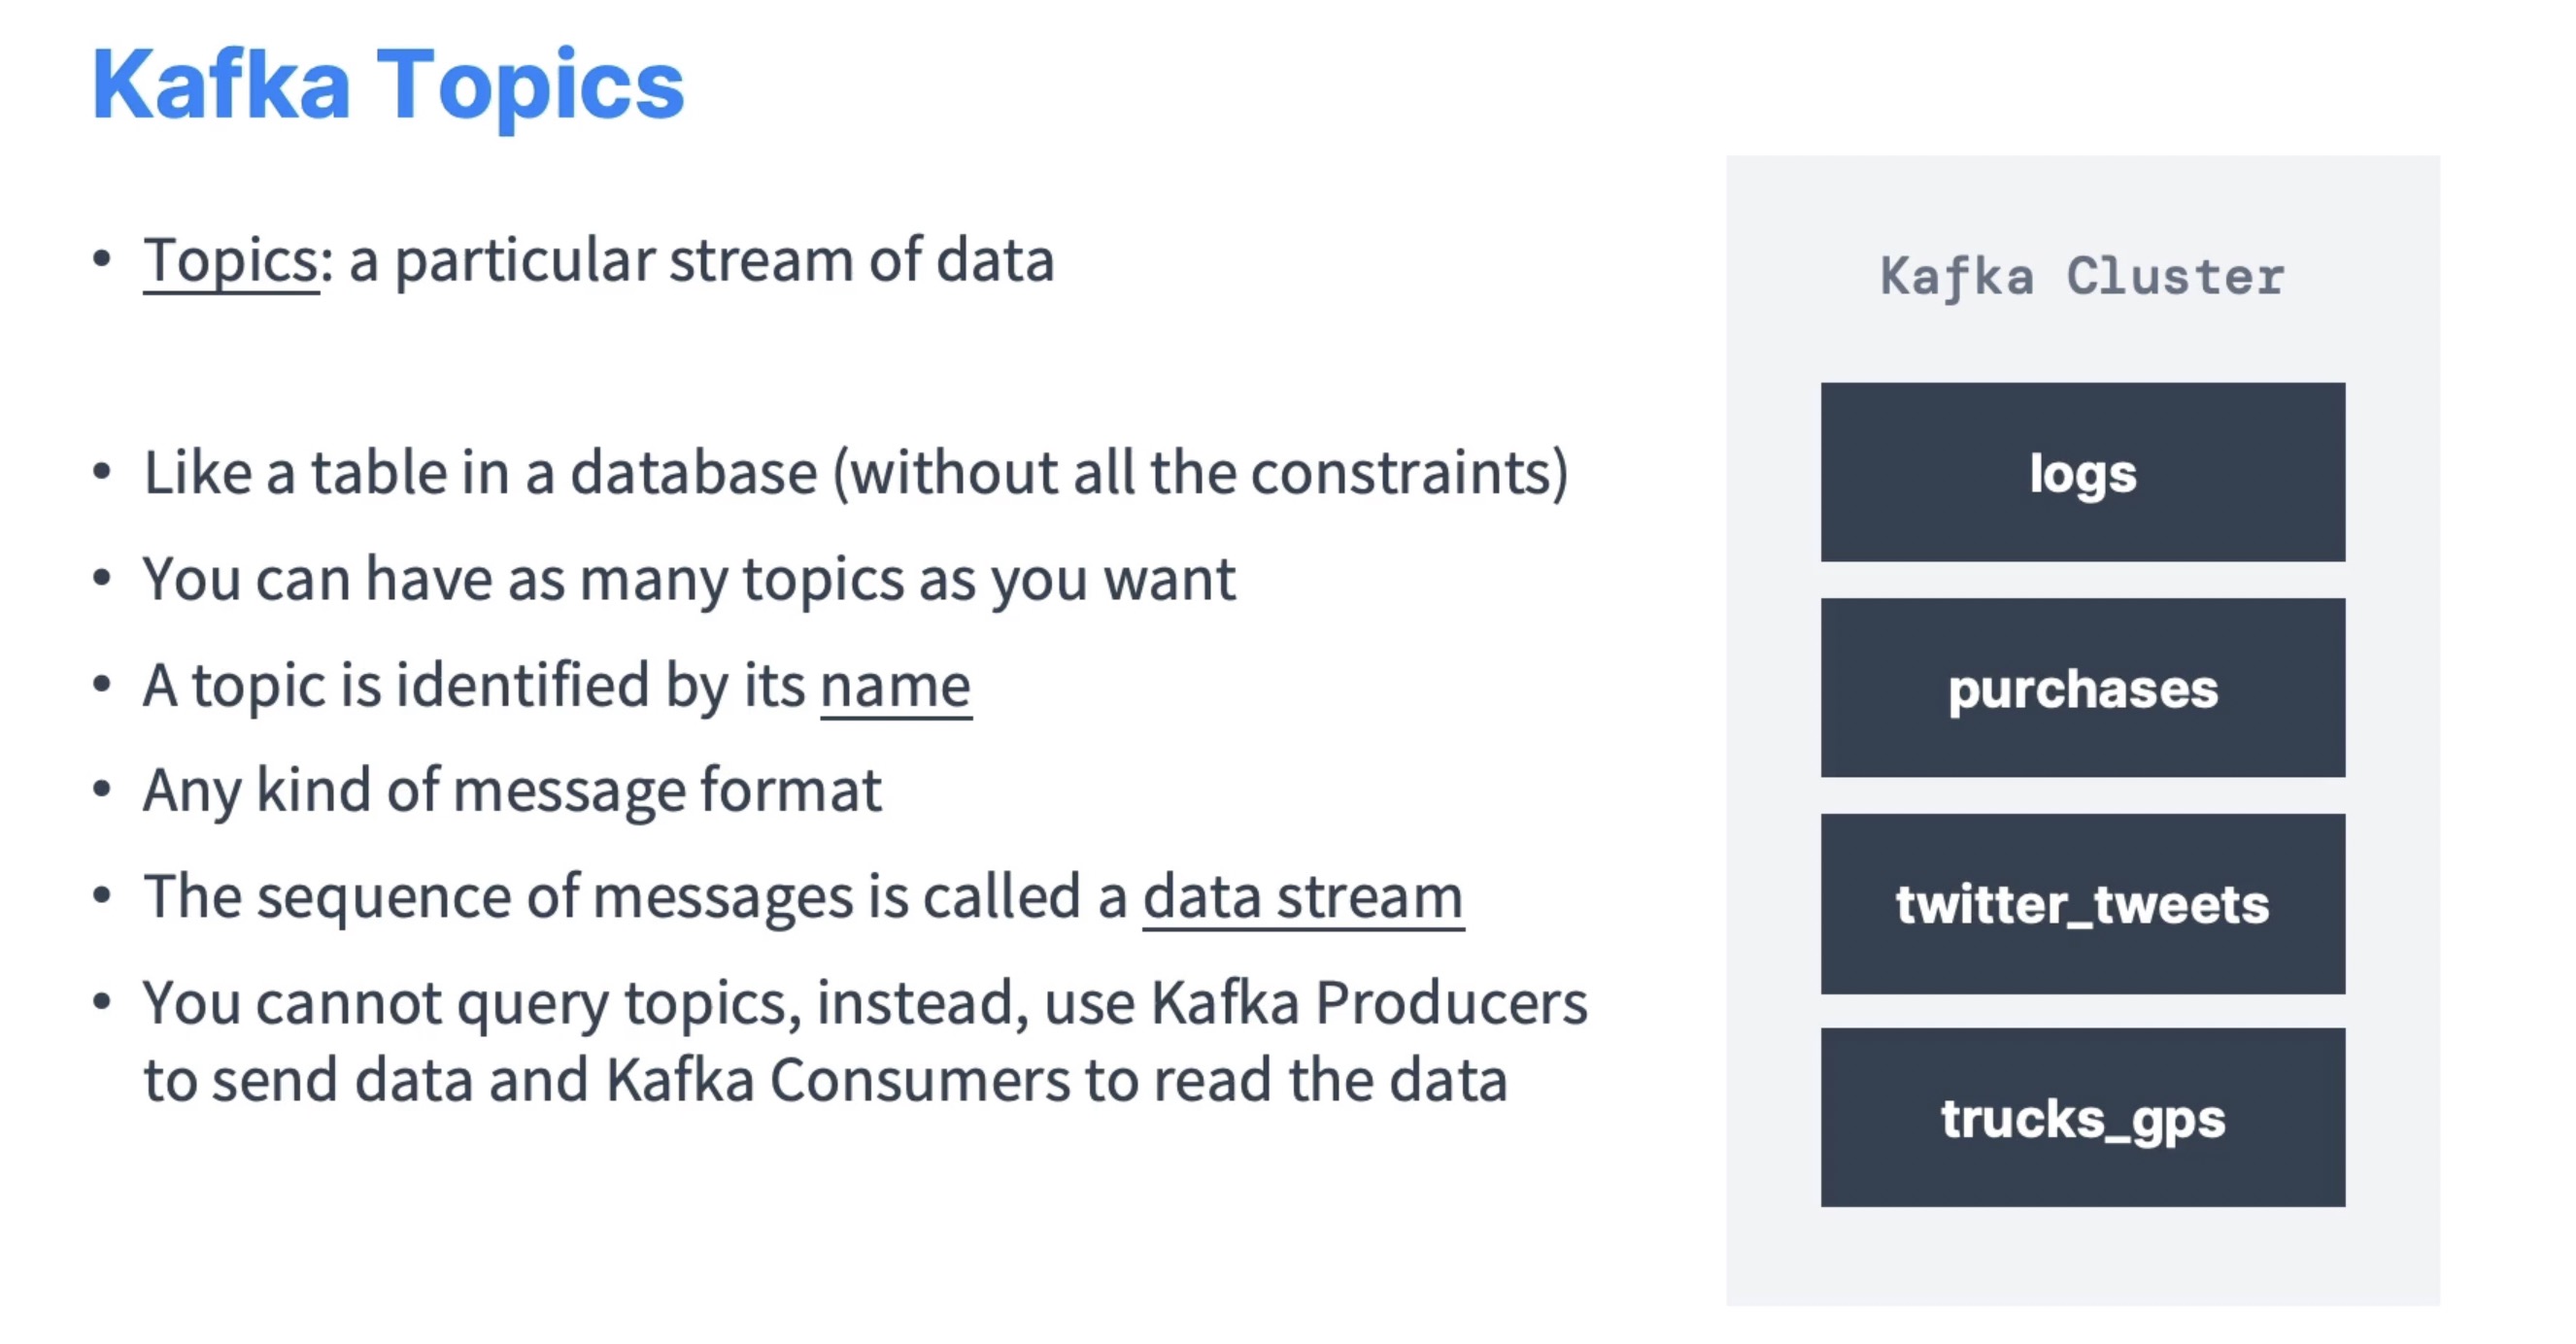 Kafka Topics
• Topics: a particular stream of data
• Like a table in a database (without all the constraints)
• You can have as many topics as you want
• A topic is identified by its name
• Any kind of message format
• The sequence of messages is called a data stream
• You cannot query topics, instead, use Kafka Producers
to send data and Kafka Consumers to read the data
Kafka Cluster
logs
purchases
twitter_tweets
trucks_gps